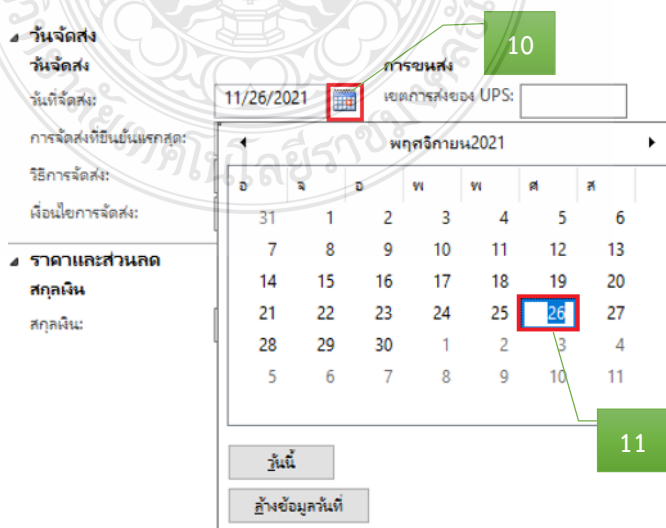 วันจัดส่ง
10
วันจัดส่ง การขนส่ง
วันที่จัดส่ง: 11/26/2021 เขตการส่งของ UPS:
การจัดส่งที่ยืนยันแรกสุด:
พฤศจิกายน2021
วิธีการจัดส่ง:
อ จ อ พ พ ศ ส
เงื่อนไขการจัดส่ง:
31 1 2 3 4 5 6
7 8 9 10 11 12 13
ราคาและส่วนลด
14 15 16 17 18 19 20
สกุลเงิน
21 22 23 24 25 26 27
สกุลเงิน:
28 29 30 1 2 3 4
5 6 7 8 9 10 11
11
วันนี้
ล้างข้อมูลวันที่